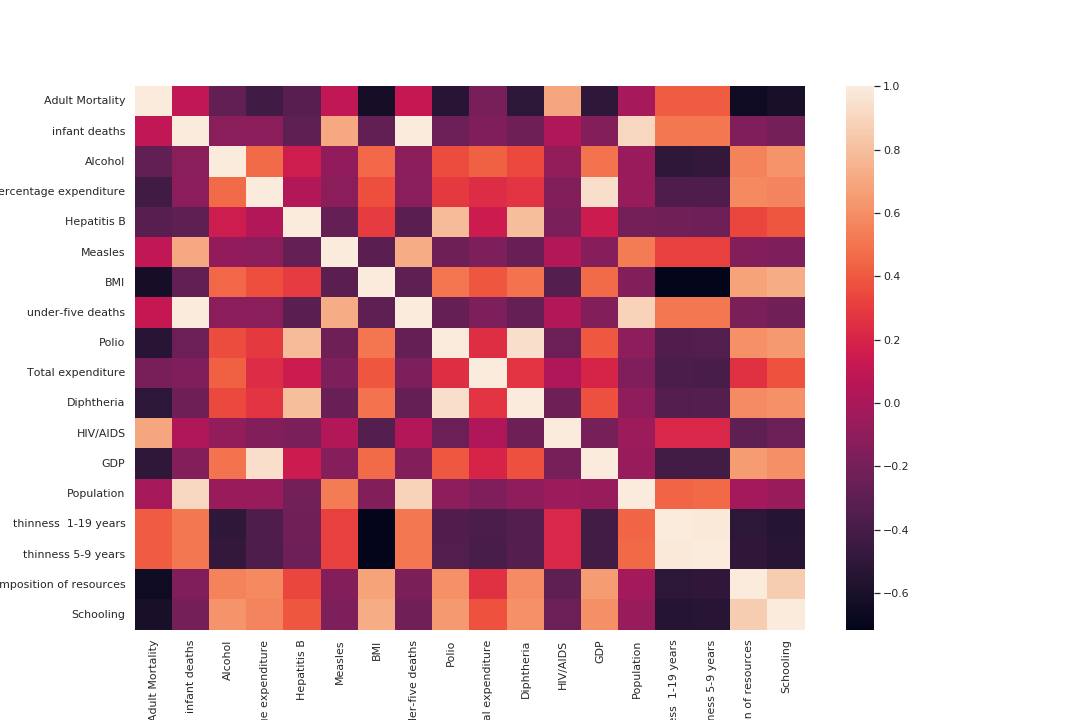 Adult Mortality
infant deaths
Alcohol
ercentage expenditure
Hepatitis B
Measles
BMI
under-five deaths
Polio
Total expenditure
Diphtheria
HIV/AIDS
GDP
Population
thinness  1-19 years
thinness 5-9 years
mposition of resources
Schooling
1.0
0.8
0.6
0.4
0.2
0.0
−0.2
−0.4
−0.6
Adult Mortality
infant deaths
Alcohol
ge expenditure
Hepatitis B
Measles
BMI
der-five deaths
Polio
al expenditure
Diphtheria
HIV/AIDS
GDP
Population
ess  1-19 years
ness 5-9 years
n of resources
Schooling